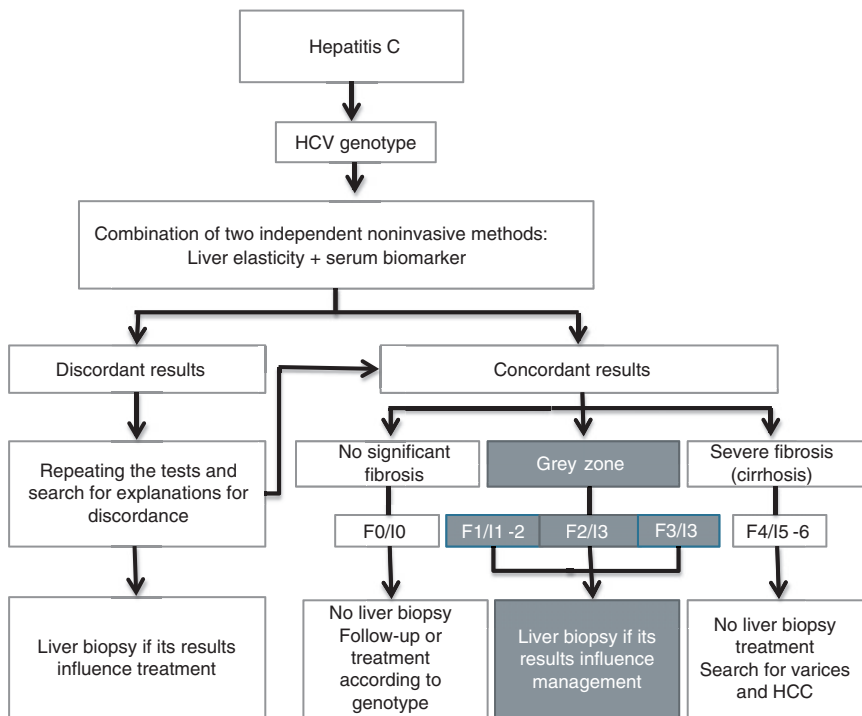 Hepatitis C
HCV genotype
Combination of two independent noninvasive methods:
Liver elasticity + serum biomarker
Discordant results
Concordant results
Repeating the tests and
search for explanations for
discordance
No significant
fibrosis
Grey zone
Severe fibrosis
(cirrhosis)
F0/I0
F1/I1 -2
F2/I3
F3/I3
F4/I5 -6
Liver biopsy if its results
influence treatment
No liver biopsy
Follow-up or
treatment
according to
genotype
Liver biopsy if its
results influence
management
No liver biopsy
treatment
Search for varices
and HCC